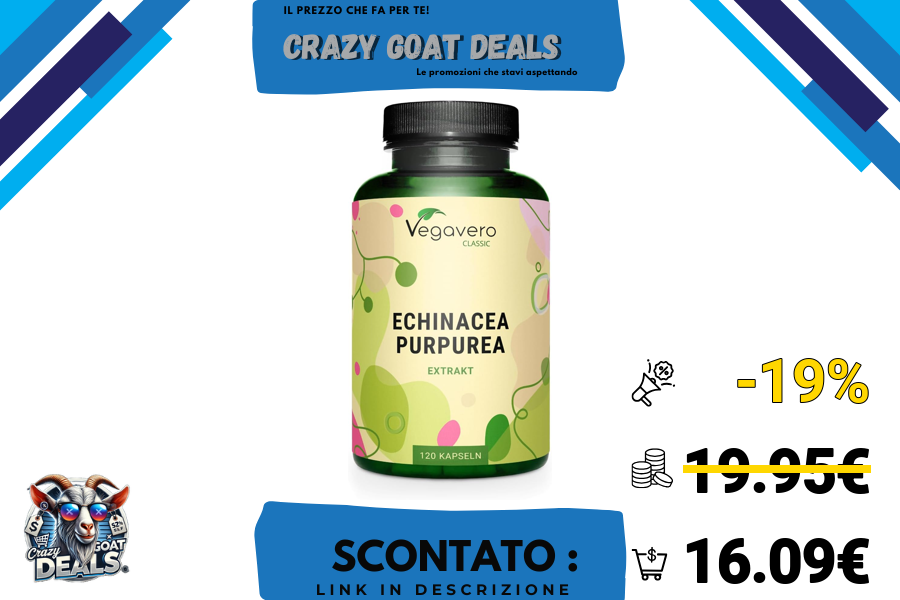 IL PREZZO CHE FA PER TE!
CRAZY GOAT DEALS
Le promozioni che stavi aspettando
Vegavero
CLASSIC
ECHINACEA
PURPUREA
EXTRAKT
120 KAPSELN
-19%
19.95€
16.09€
Crazy
GOAT
DEALS
SCONTATO :
LINK IN DESCRIZIONE